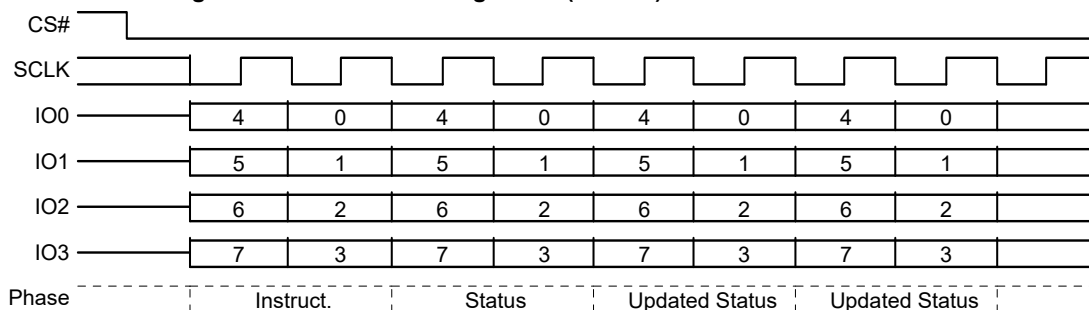 CS#
SCLK
IO0 4 0 4 0 4 0 4 0
IO1 5 1 5 1 5 1 5 1
IO2 6 2 6 2 6 2 6 2
IO3 7 3 7 3 7 3 7 3
Phase Instruct. Status Updated Status Updated Status